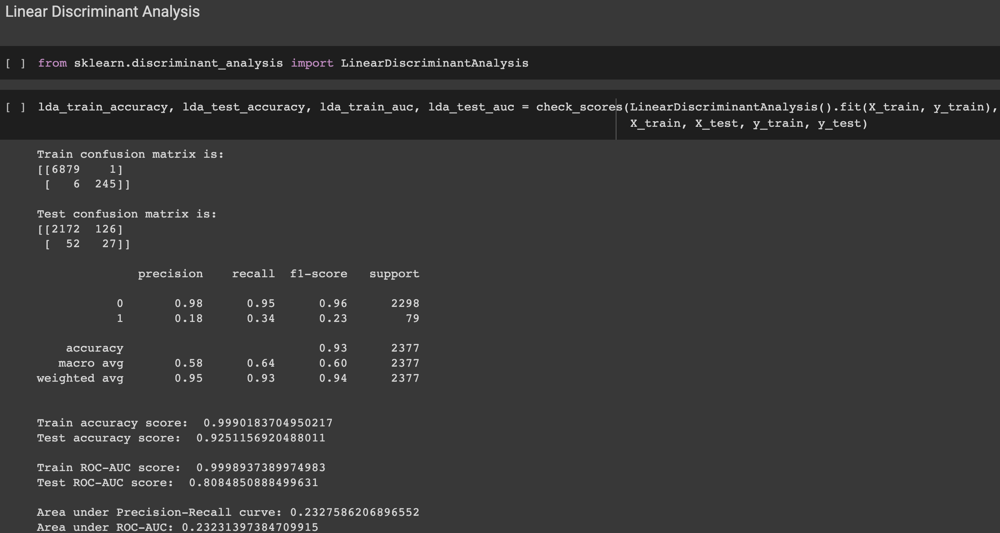 Linear Discriminant Analysis
[ ] from sklearn.discriminant_analysis import LinearDiscriminantAnalysis
[ ] lda_train_accuracy, lda_test_accuracy, lda_train_auc, lda_test_auc = check_scores(LinearDiscriminantAnalysis().fit(X_train, y_train),
X_train, X_test, y_train, y_test)
Train confusion matrix is:
[[6879    1]
 [   6  245]]
Test confusion matrix is:
[[2172  126]
 [  52   27]]
precision    recall  f1-score   support
0       0.98      0.95      0.96      2298
1       0.18      0.34      0.23        79
accuracy                           0.93      2377
macro avg       0.58      0.64      0.60      2377
weighted avg       0.95      0.93      0.94      2377
Train accuracy score:  0.9990183704950217
Test accuracy score:  0.9251156920488011
Train ROC-AUC score:  0.9998937389974983
Test ROC-AUC score:  0.8084850888499631
Area under Precision-Recall curve: 0.2327586206896552
Area under ROC-AUC: 0.23231397384709915